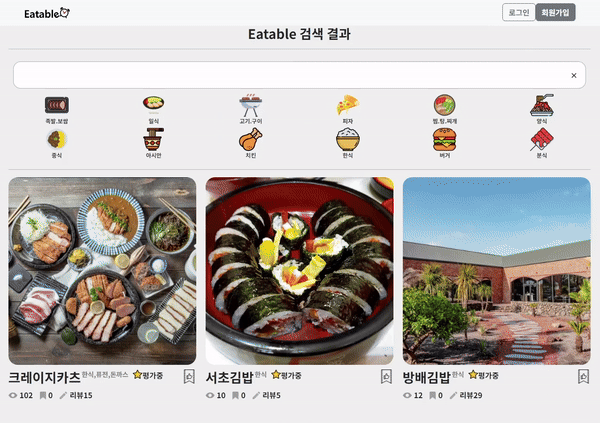 Eatable
로그인 회원가입
Eatable 검색 결과
×
족발.보쌈 일식 고기.구이 피자 찜.탕.찌개 양식
중식 아시안 치킨 한식 버거 분식
크레이지카츠 한식,퓨전,돈까스 평가중
102 0 리뷰15
서초김밥 한식 평가중
10 0 리뷰5
방배김밥 한식 평가중
12 0 리뷰29